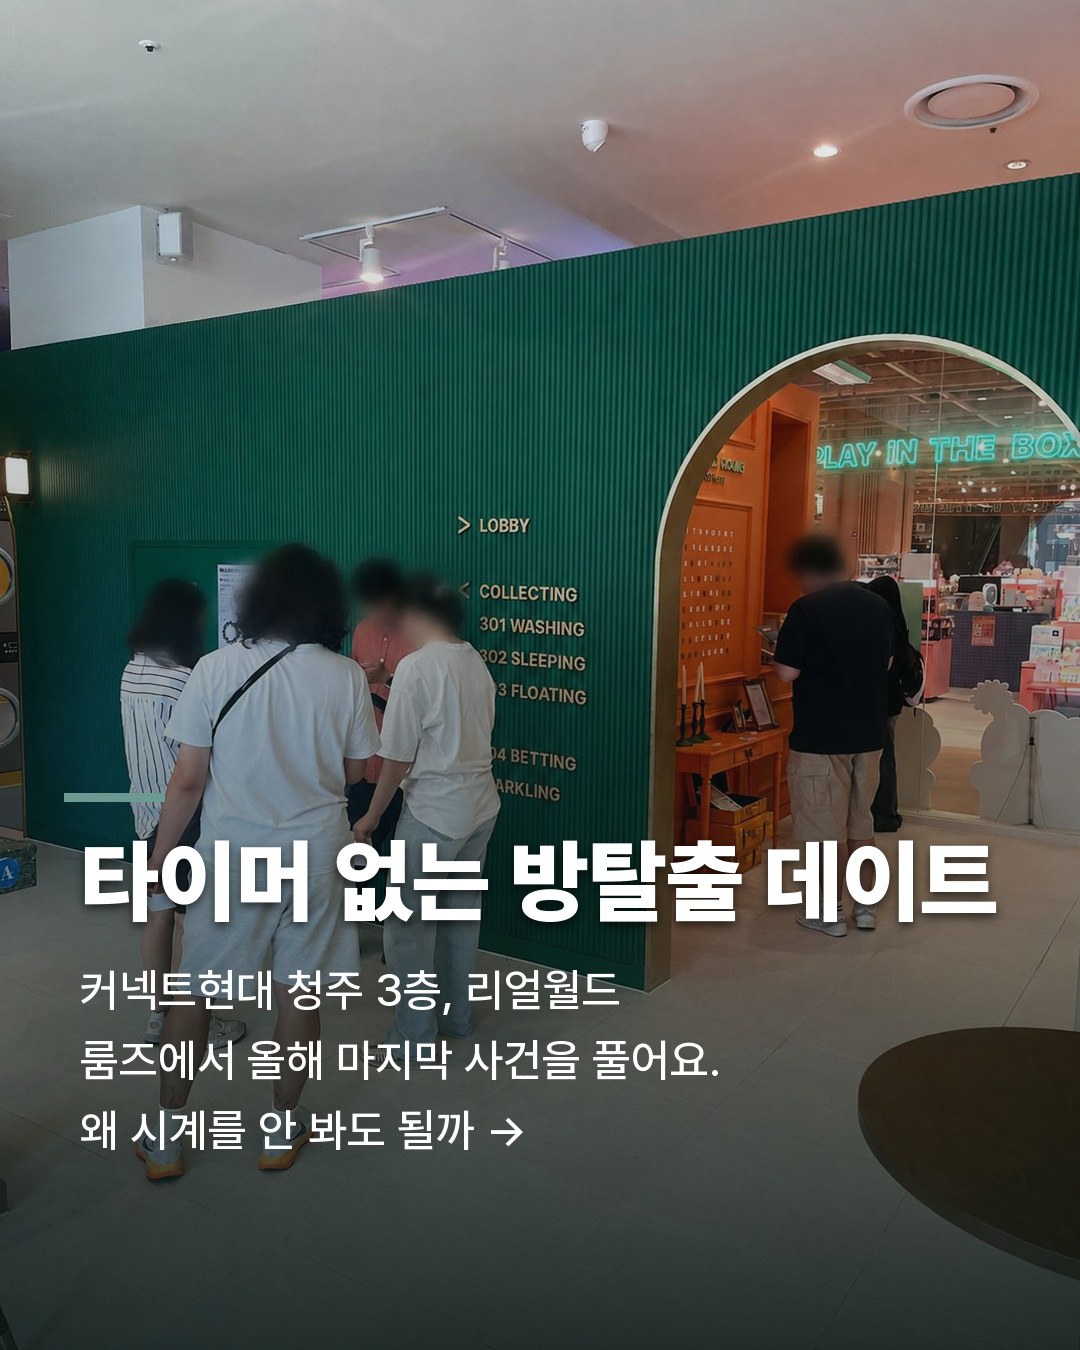 PLAY IN THE BOX
LOBBY
COLLECTING
301 WASHING
302 SLEEPING
03 FLOATING
04 BETTING
ARKLING
A
타이머 없는 방탈출 데이트
커넥트현대 청주 3층, 리얼월드
룸즈에서 올해 마지막 사건을 풀어요.
왜 시계를 안 봐도 될까 →